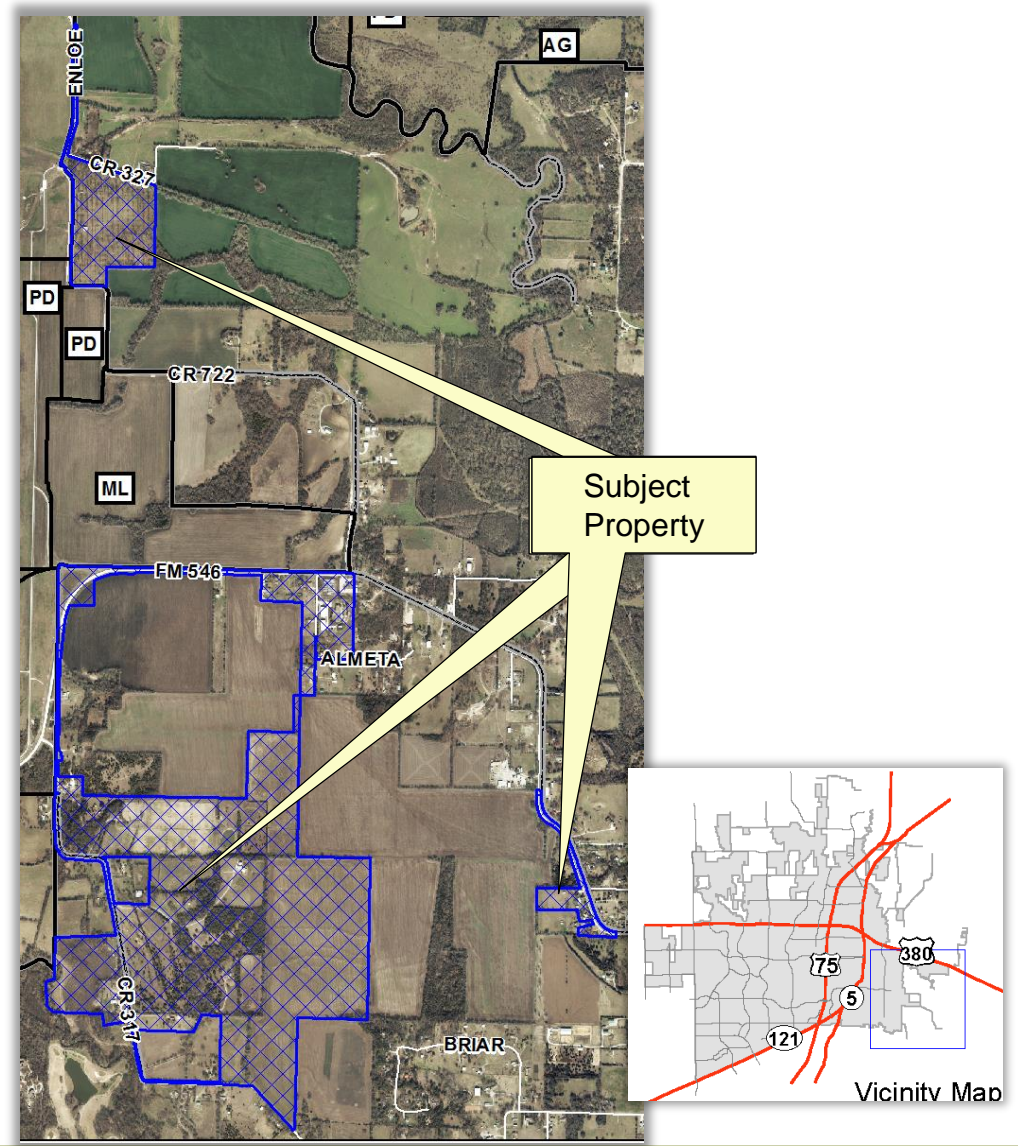 AG
ENLOE
CR 327
PD
PD
CR 722
ML
Subject
Property
FM 546
ALMETA
CR 317
BRIAR
75
380
5
121
Vicinity Map